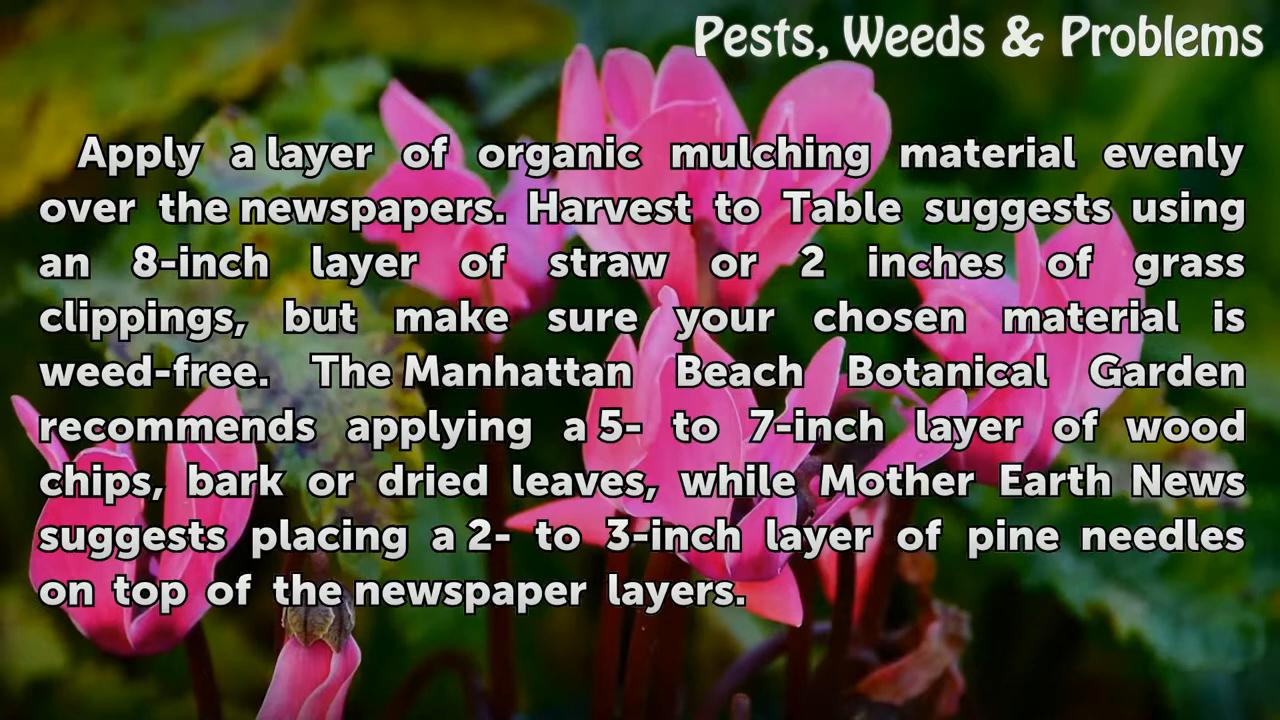 Pests, Weeds & Problems
Apply a layer of organic mulching material evenly
over the newspapers. Harvest to Table suggests using
an 8-inch layer of straw or 2 inches of grass
clippings, but make sure your chosen material is
weed-free. The Manhattan Beach Botanical Garden
recommends applying a 5- to 7-inch layer of wood
chips, bark or dried leaves, while Mother Earth News
suggests placing a 2- to 3-inch layer of pine needles
on top of the newspaper layers.